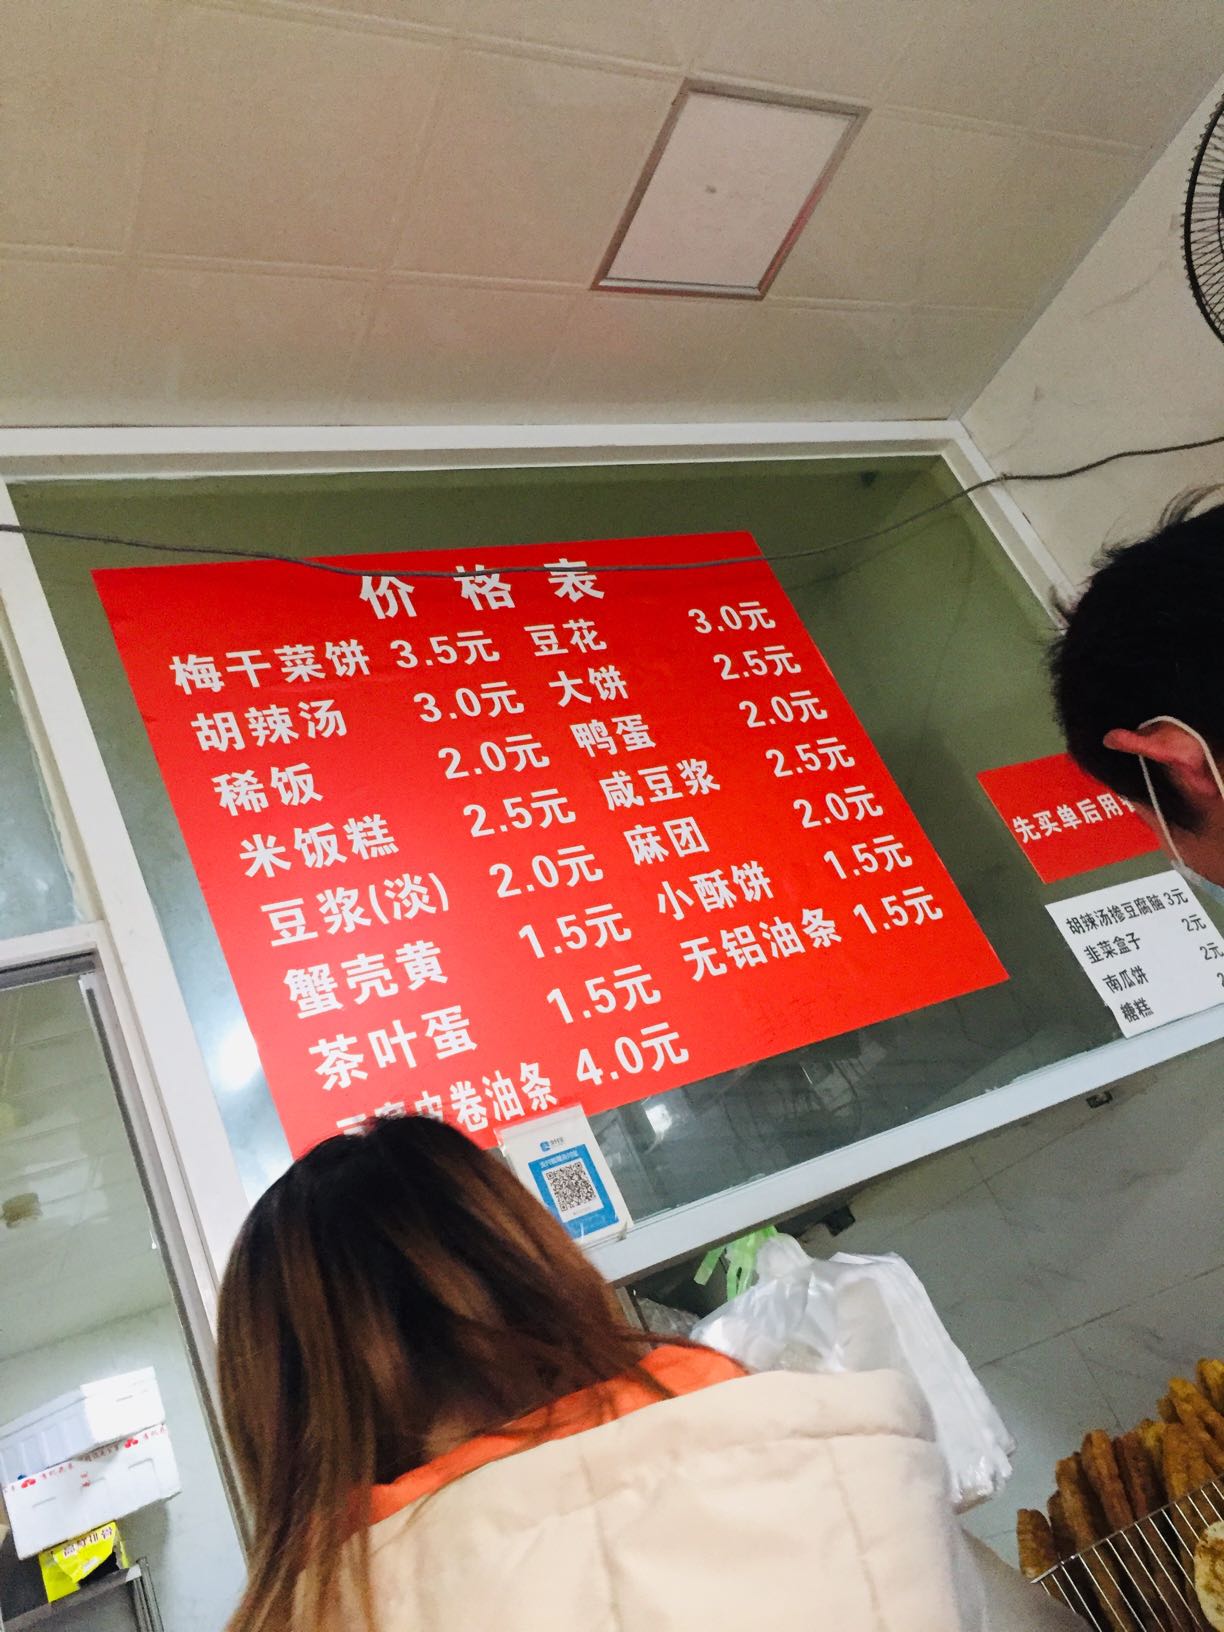 价格表
梅干菜饼 3.5元 豆花 3.0元
胡辣汤 3.0元 大饼 2.5元
稀饭 2.0元 鸭蛋 2.0元
米饭糕 2.5元 咸豆浆 2.5元
豆浆(淡) 2.0元 麻团 2.0元
蟹壳黄 1.5元 小酥饼 1.5元
茶叶蛋 1.5元 无铝油条 1.5元
皮卷油条 4.0元
先买单后用
胡辣汤掺豆腐脑 3元
韭菜盒子 2元
南瓜饼 2元
糖糕